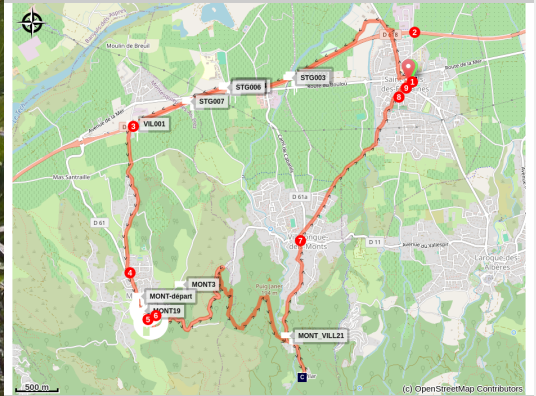 Moulin de Breuil
D
8
2
STG003
Route de la Mer
STG006
STG007
1
9
8
Avenue de la Mer
D
3
VIL001
Mas Santraille
D 61a
D 61
7
D 11
Avenue du Vallespir
Laroque-des-
Albères
4
MONT3
MONT-départ
MONT19
5
6
MONT_VILL21
C
500 m
(c) OpenStreetMap Contributors